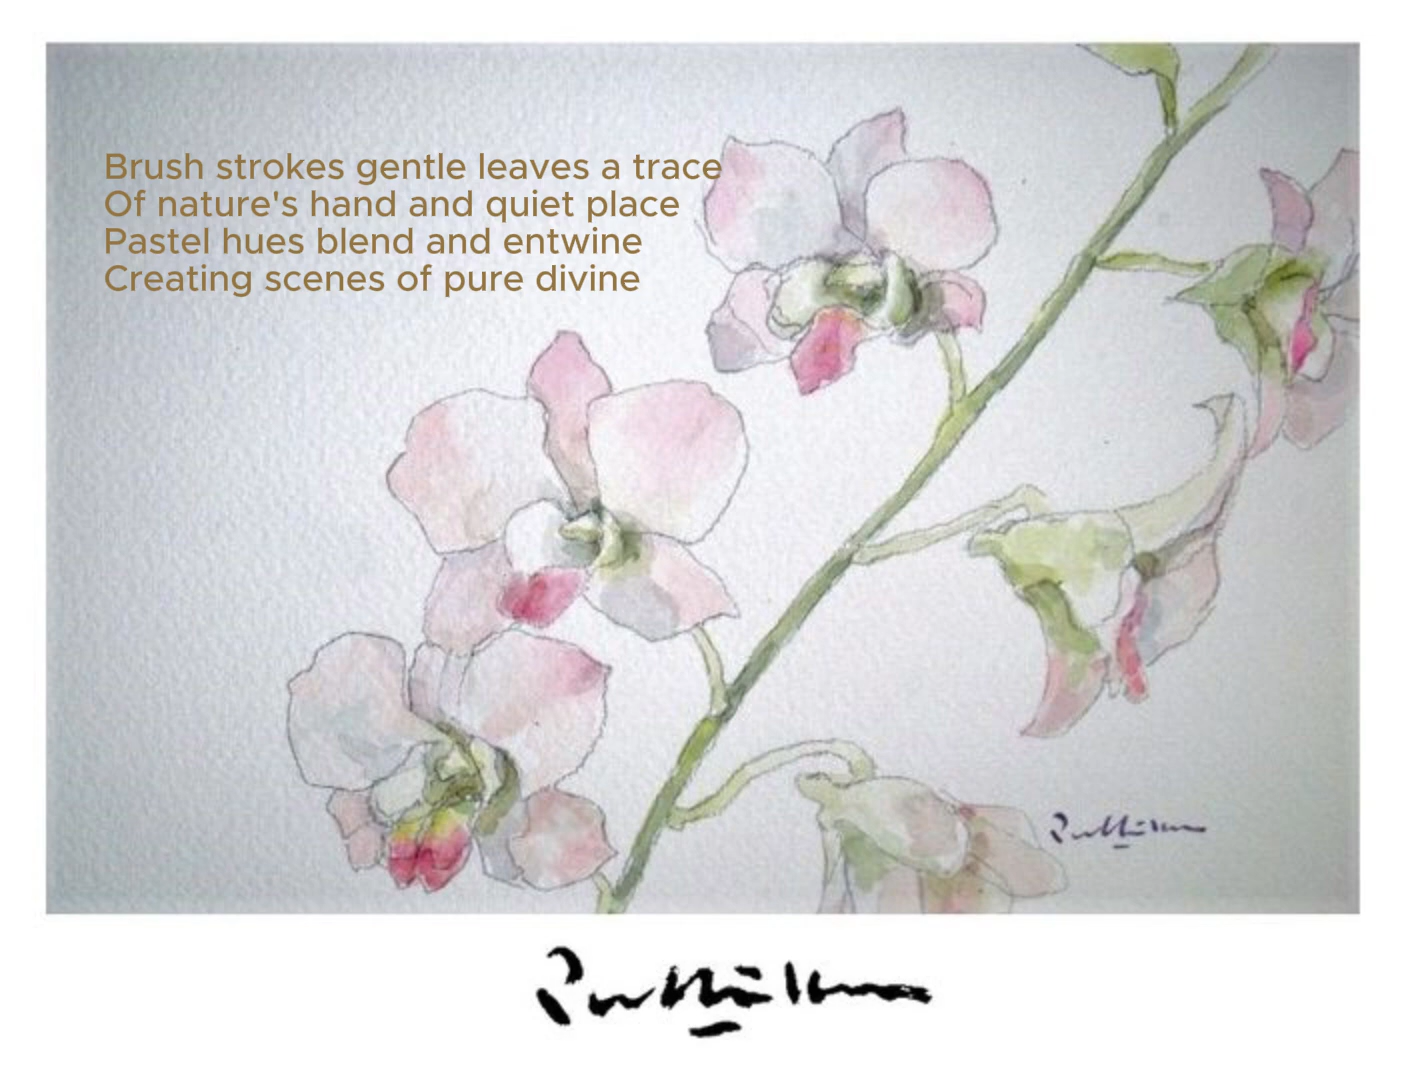 Brush strokes gentle leaves a trace
Of nature's hand and quiet place
Pastel hues blend and entwine
Creating scenes of pure divine